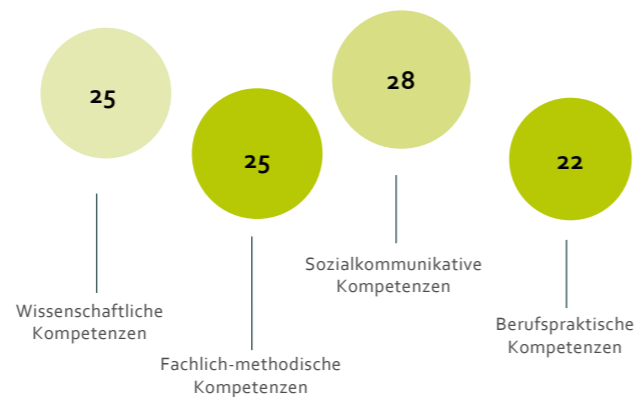 25
Wissenschaftliche
Kompetenzen
25
Fachlich-methodische
Kompetenzen
28
Sozialkommunikative
Kompetenzen
22
Berufspraktische
Kompetenzen